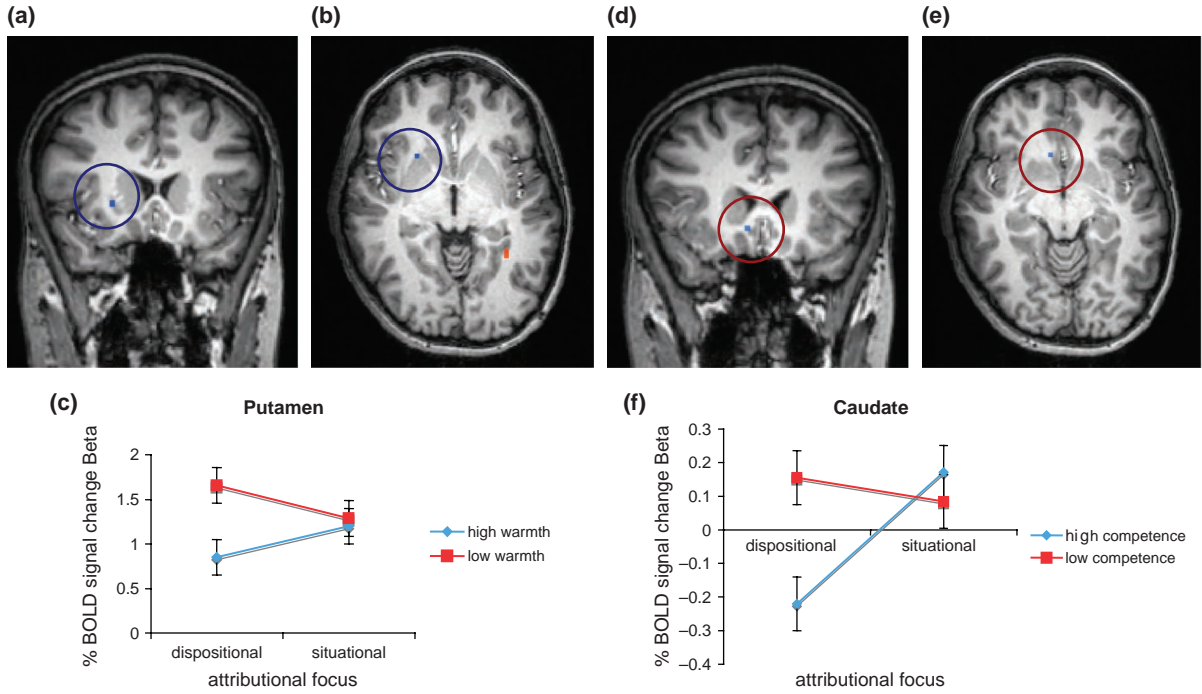 (a)
(b)
(d)
(e)
(c)
Putamen
% BOLD signal change Beta
2
1.5
1
0.5
0
dispositional situational
attributional focus
high warmth
low warmth
(f)
Caudate
% BOLD signal change Beta
0.3
0.2
0.1
0
−0.1
−0.2
−0.3
−0.4
dispositional situational
attributional focus
high competence
low competence